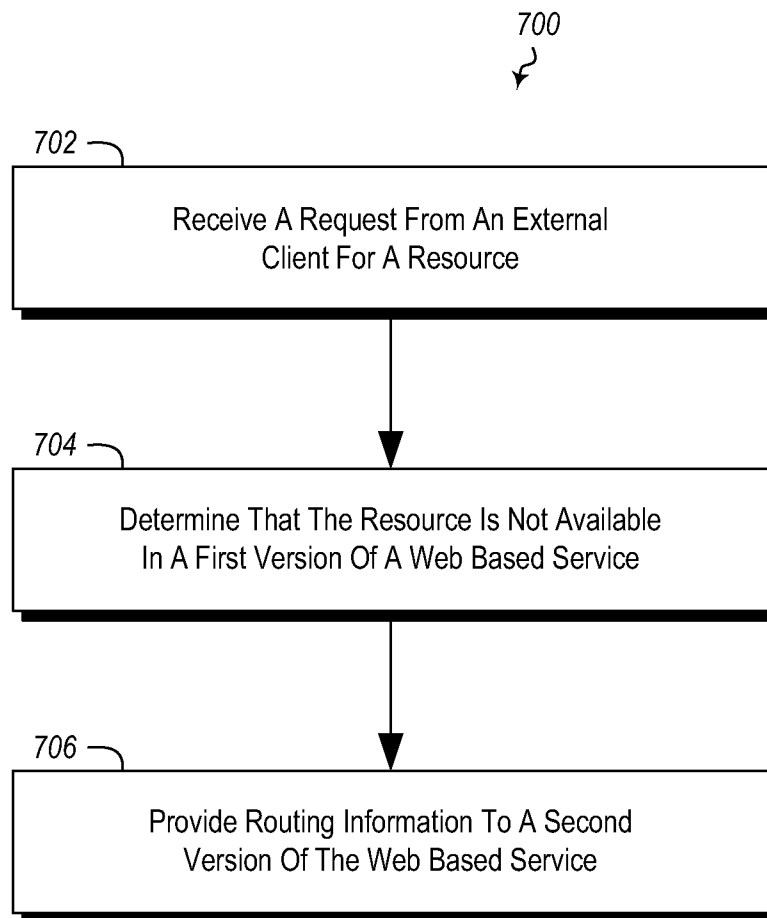 700
702
Receive A Request From An External
Client For A Resource
704
Determine That The Resource Is Not Available
In A First Version Of A Web Based Service
706
Provide Routing Information To A Second
Version Of The Web Based Service